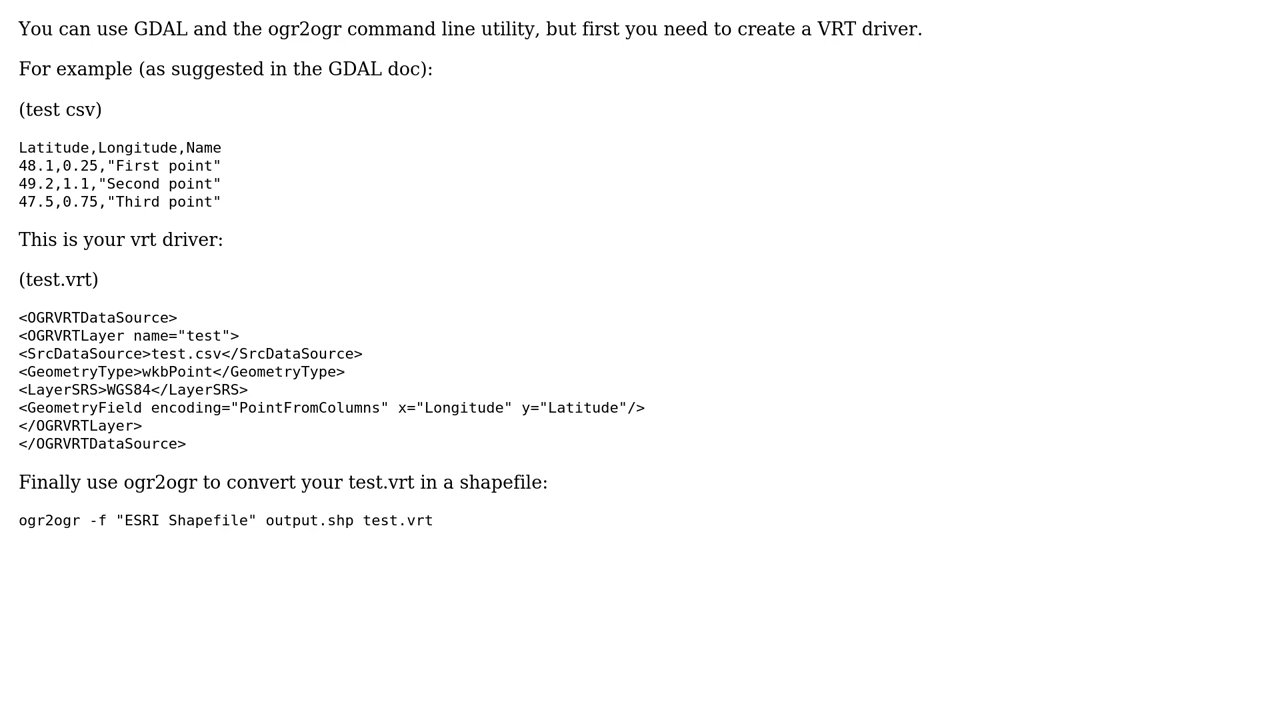 You can use GDAL and the ogr2ogr command line utility, but first you need to create a VRT driver.
For example (as suggested in the GDAL doc):
(test csv)
Latitude,Longitude,Name
48.1,0.25,"First point"
49.2,1.1,"Second point"
47.5,0.75,"Third point"
This is your vrt driver:
(test.vrt)
<OGRVRTDataSource>
<OGRVRTLayer name="test">
<SrcDataSource>test.csv</SrcDataSource>
<GeometryType>wkbPoint</GeometryType>
<LayerSRS>WGS84</LayerSRS>
<GeometryField encoding="PointFromColumns" x="Longitude" y="Latitude"/>
</OGRVRTLayer>
</OGRVRTDataSource>
Finally use ogr2ogr to convert your test.vrt in a shapefile:
ogr2ogr -f "ESRI Shapefile" output.shp test.vrt